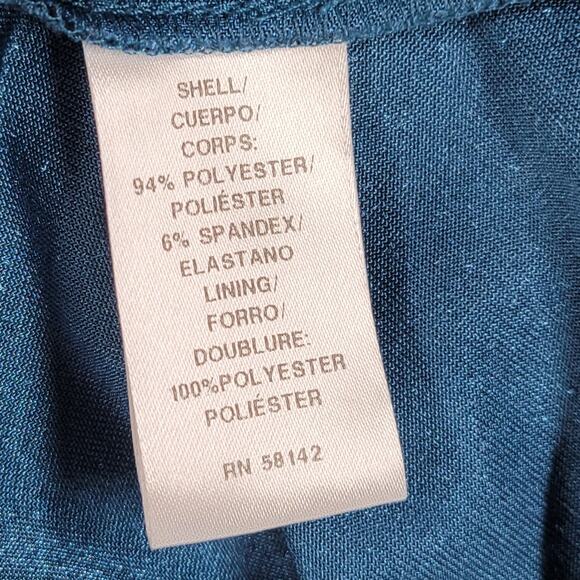 SHELL/
CUERPO/
CORPS:
94% POLYESTER/
POLIÉSTER
6% SPANDEX/
ELASTANO
LINING/
FORRO/
DOUBLURE:
100%POLYESTER
POLIÉSTER
RN 58142